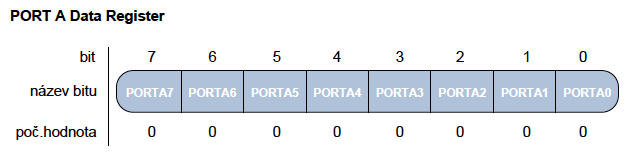 PORT A Data Register
bit 7 6 5 4 3 2 1 0
název bitu PORTA7 PORTA6 PORTA5 PORTA4 PORTA3 PORTA2 PORTA1 PORTA0
poč.hodnota 0 0 0 0 0 0 0 0